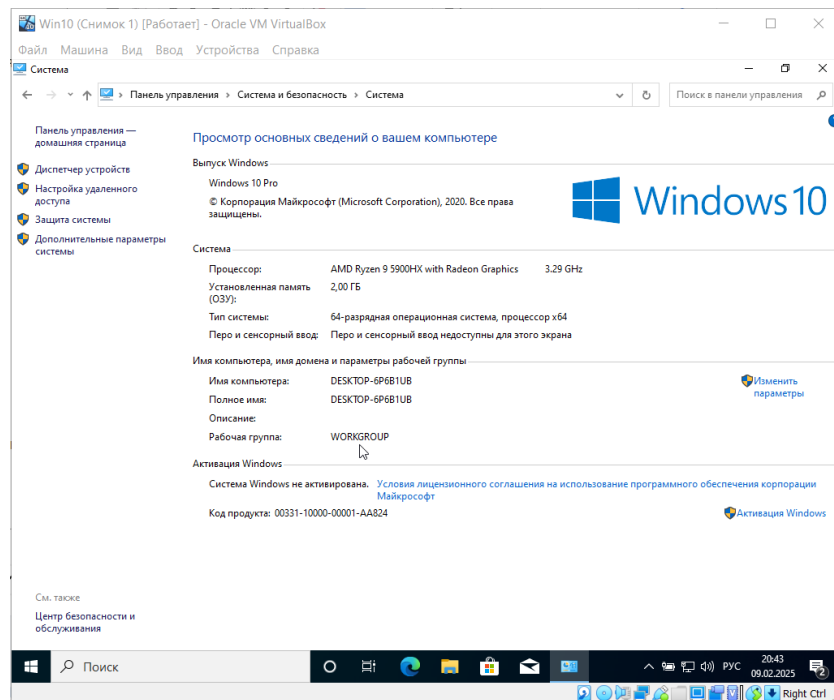 Win10 (Снимок 1) [Работает] - Oracle VM VirtualBox
Файл Машина Вид Ввод Устройства Справка
Система
Панель управления › Система и безопасность › Система
Поиск в панели управления
Панель управления —
домашняя страница
Диспетчер устройств
Настройка удаленного
доступа
Защита системы
Дополнительные параметры
системы
Просмотр основных сведений о вашем компьютере
Выпуск Windows
Windows 10 Pro
© Корпорация Майкрософт (Microsoft Corporation), 2020. Все права
защищены.
Windows 10
Система
Процессор: AMD Ryzen 9 5900HX with Radeon Graphics 3.29 GHz
Установленная память
(ОЗУ): 2,00 ГБ
Тип системы: 64-разрядная операционная система, процессор x64
Перо и сенсорный ввод: Перо и сенсорный ввод недоступны для этого экрана
Имя компьютера, имя домена и параметры рабочей группы
Имя компьютера: DESKTOP-6P6B1UB
Изменить
параметры
Полное имя: DESKTOP-6P6B1UB
Описание:
Рабочая группа: WORKGROUP
Активация Windows
Система Windows не активирована. Условия лицензионного соглашения на использование программного обеспечения корпорации
Майкрософт
Код продукта: 00331-10000-00001-AA824
Активация Windows
См. также
Центр безопасности и
обслуживания
Поиск
РУС
20:43
09.02.2025
2
Right Ctrl